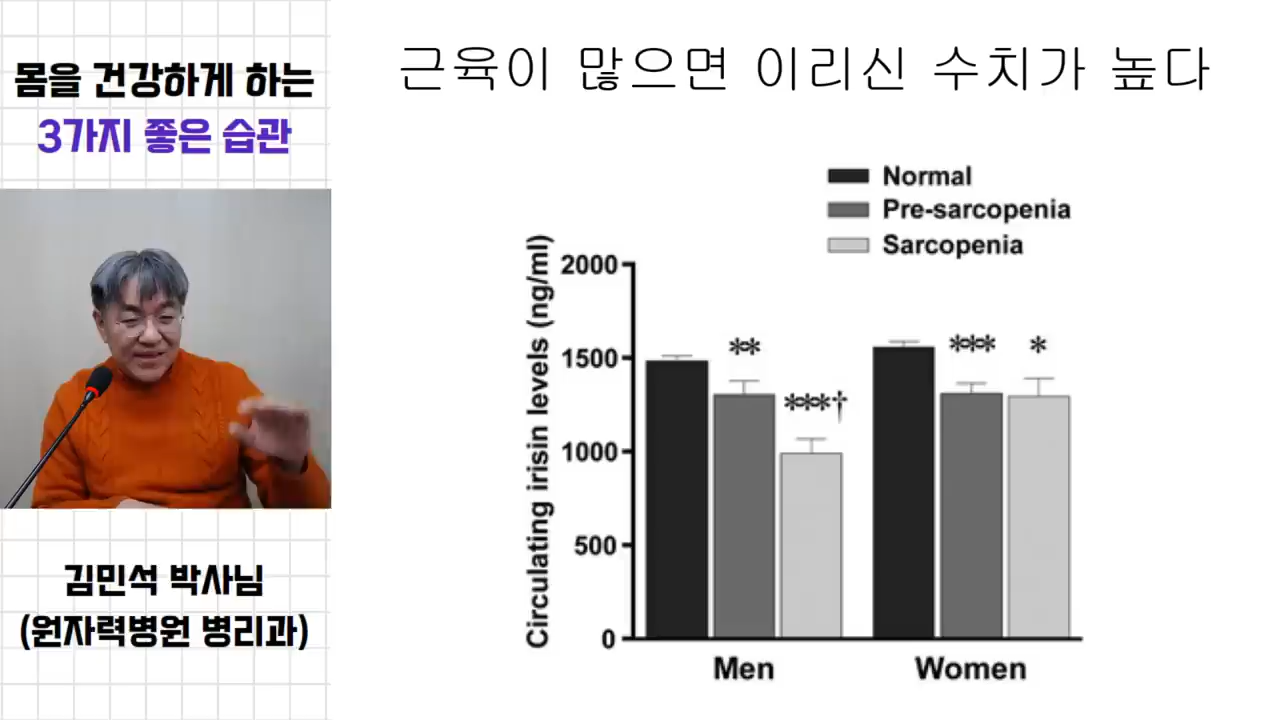 몸을 건강하게 하는
3가지 좋은 습관
김민석 박사님
(원자력병원 병리과)
근육이 많으면 이리신 수치가 높다
Normal
Pre-sarcopenia
Sarcopenia
Circulating irisin levels (ng/ml)
2000
1500
1000
500
0
**
***†
***
*
Men
Women